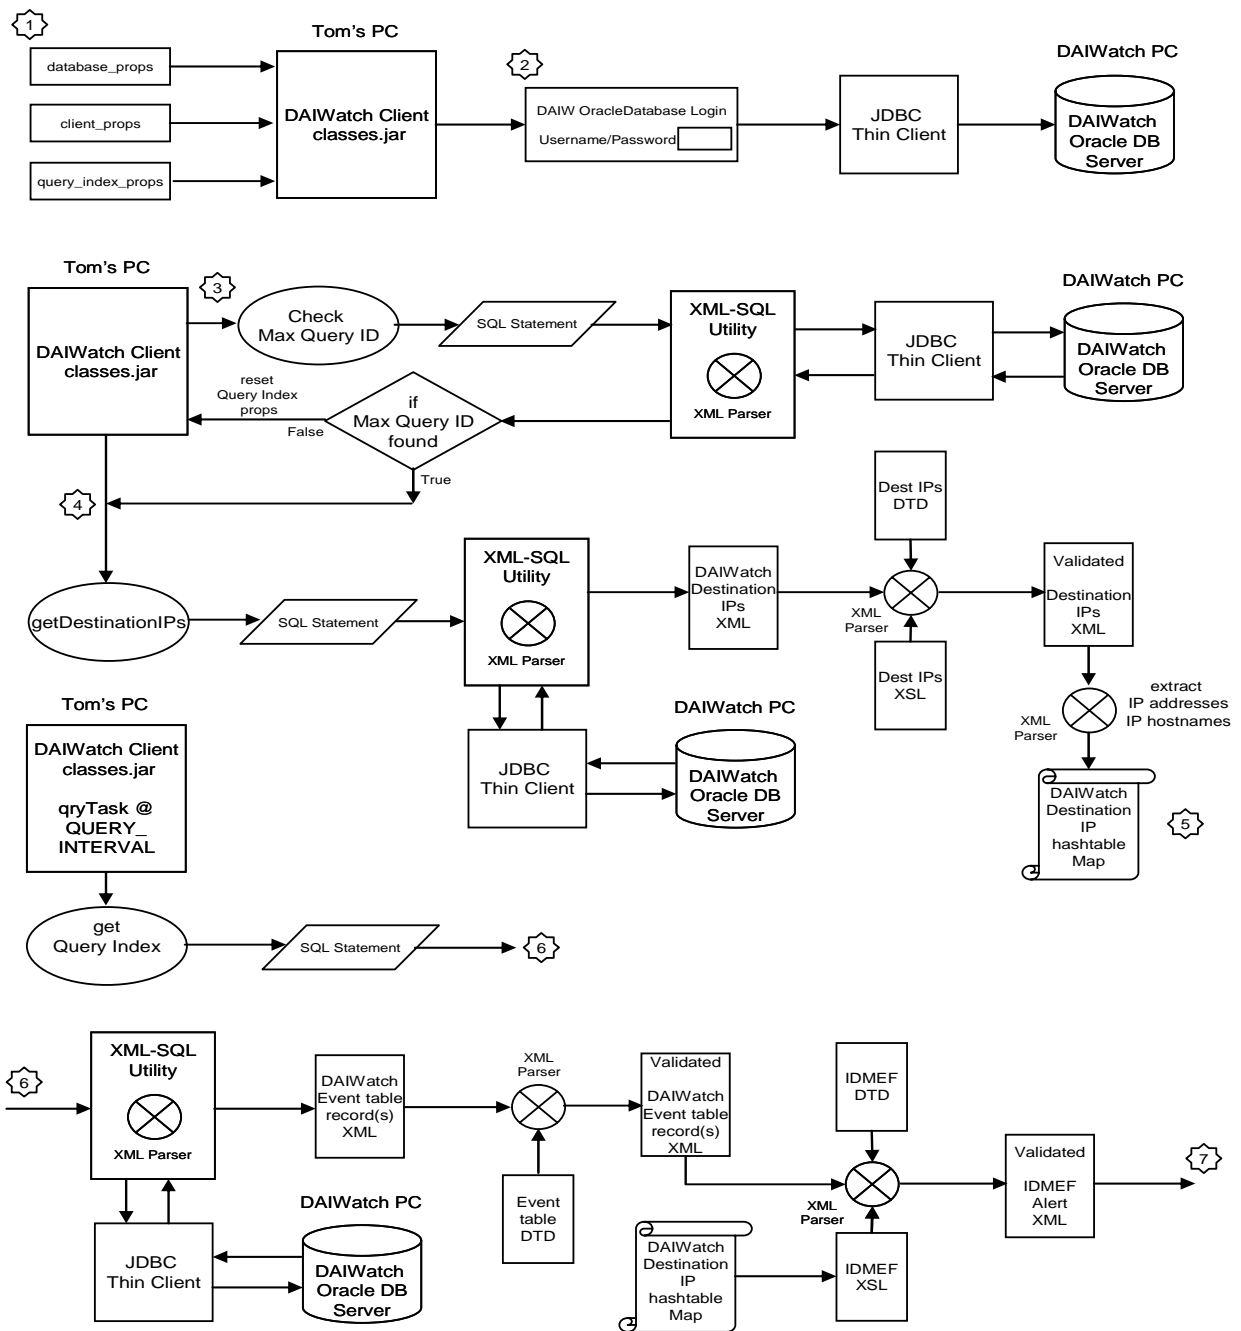 1
Tom's PC
database_props
client_props
query_index_props
DAIWatch Client
classes.jar
2
DAIW OracleDatabase Login
Username/Password
JDBC
Thin Client
DAIWatch PC
DAIWatch
Oracle DB
Server
Tom's PC
DAIWatch Client
classes.jar
3
Check
Max Query ID
SQL Statement
XML-SQL
Utility
XML Parser
JDBC
Thin Client
DAIWatch PC
DAIWatch
Oracle DB
Server
if
Max Query ID
found
reset
Query Index
props
False
True
4
getDestinationIPs
SQL Statement
XML-SQL
Utility
XML Parser
JDBC
Thin Client
DAIWatch PC
DAIWatch
Oracle DB
Server
DAIWatch
Destination
IPs
XML
Dest IPs
DTD
XML
Parser
Dest IPs
XSL
Validated
Destination
IPs
XML
XML
Parser
extract
IP addresses
IP hostnames
DAIWatch
Destination
IP
hashtable
Map
5
Tom's PC
DAIWatch Client
classes.jar
qryTask @
QUERY_
INTERVAL
get
Query Index
SQL Statement
6
6
XML-SQL
Utility
XML Parser
JDBC
Thin Client
DAIWatch PC
DAIWatch
Oracle DB
Server
DAIWatch
Event table
record(s)
XML
XML
Parser
Event
table
DTD
Validated
DAIWatch
Event table
record(s)
XML
DAIWatch
Destination
IP
hashtable
Map
IDMEF
DTD
XML
Parser
IDMEF
XSL
Validated
IDMEF
Alert
XML
7